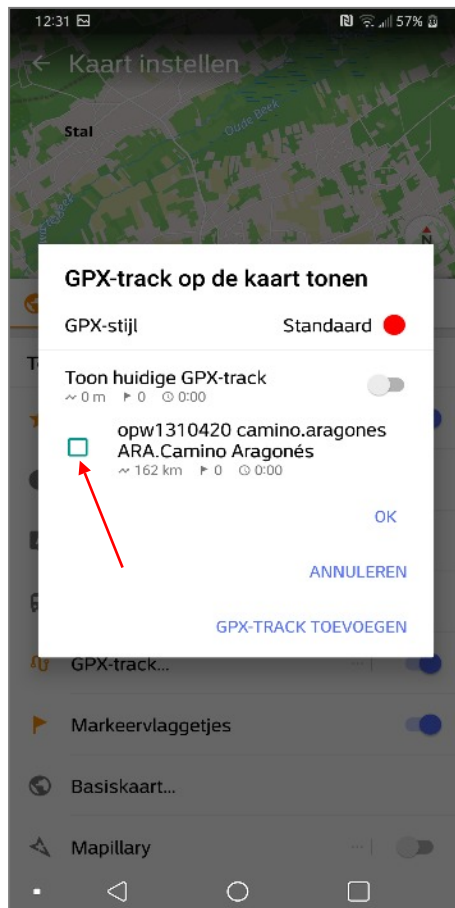 12:31
57%
Kaart instellen
Stal
Oude Beek
N
GPX-track op de kaart tonen
GPX-stijl Standaard
Toon huidige GPX-track
0 m 0 0:00
opw1310420 camino.aragones
ARA.Camino Aragonés
162 km 0 0:00
OK
ANNULEREN
GPX-TRACK TOEVOEGEN
GPX-track...
Markeervlaggetjes
Basiskaart...
Mapillary